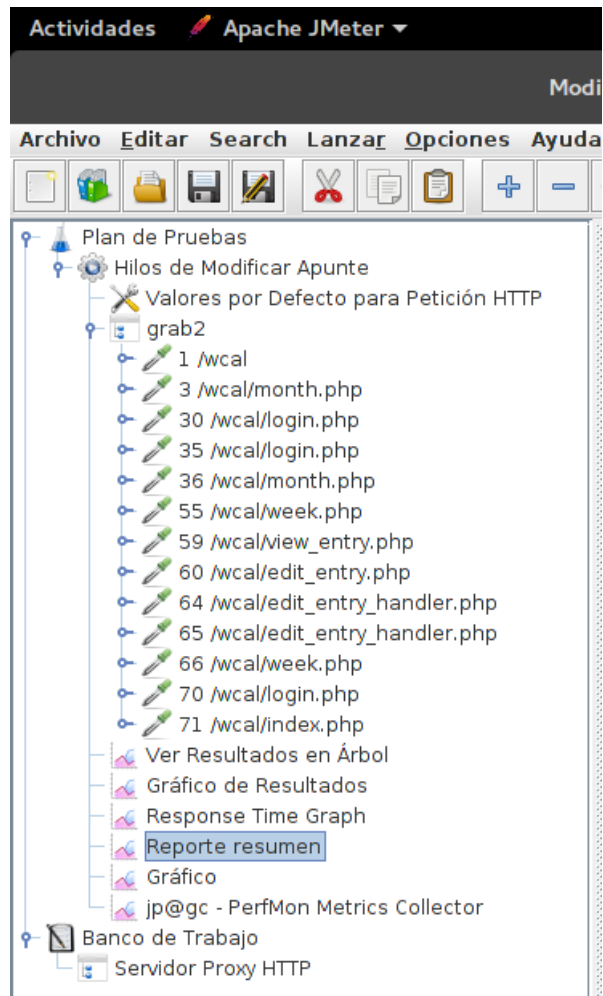 Actividades Apache JMeter
Modi
Archivo Editar Search Lanzar Opciones Ayuda
Plan de Pruebas
Hilos de Modificar Apunte
Valores por Defecto para Petición HTTP
grab2
1 /wcal
3 /wcal/month.php
30 /wcal/login.php
35 /wcal/login.php
36 /wcal/month.php
55 /wcal/week.php
59 /wcal/view_entry.php
60 /wcal/edit_entry.php
64 /wcal/edit_entry_handler.php
65 /wcal/edit_entry_handler.php
66 /wcal/week.php
70 /wcal/login.php
71 /wcal/index.php
Ver Resultados en Árbol
Gráfico de Resultados
Response Time Graph
Reporte resumen
Gráfico
jp@gc - PerfMon Metrics Collector
Banco de Trabajo
Servidor Proxy HTTP